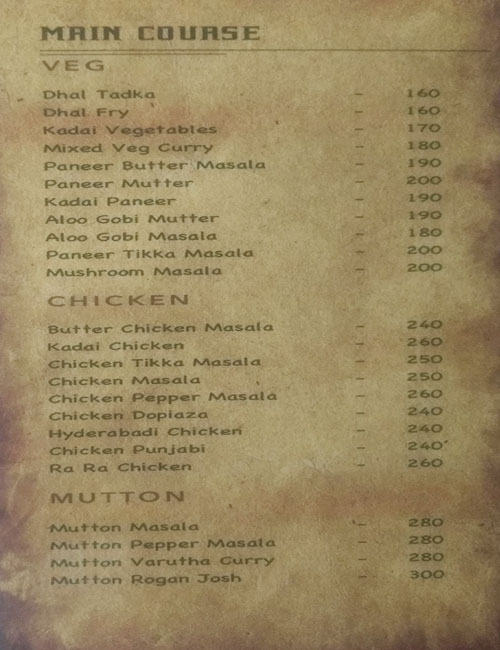 MAIN COURSE
VEG
Dhal Tadka - 160
Dhal Fry - 160
Kadai Vegetables - 170
Mixed Veg Curry - 180
Paneer Butter Masala - 190
Paneer Mutter - 200
Kadai Paneer - 190
Aloo Gobi Mutter - 190
Aloo Gobi Masala - 180
Paneer Tikka Masala - 200
Mushroom Masala - 200
CHICKEN
Butter Chicken Masala - 240
Kadai Chicken - 260
Chicken Tikka Masala - 250
Chicken Masala - 250
Chicken Pepper Masala - 260
Chicken Dopiaza - 240
Hyderabadi Chicken - 240
Chicken Punjabi - 240
Ra Ra Chicken - 260
MUTTON
Mutton Masala - 280
Mutton Pepper Masala - 280
Mutton Varutha Curry - 280
Mutton Rogan Josh - 300